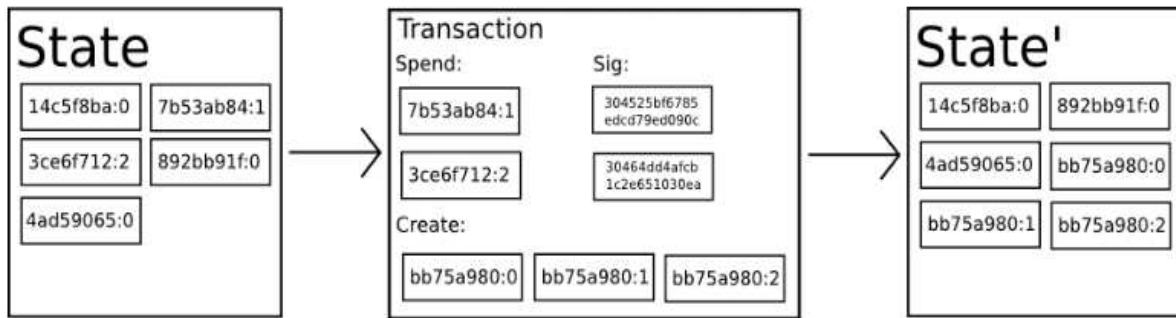 State
14c5f8ba:0 7b53ab84:1
3ce6f712:2 892bb91f:0
4ad59065:0
Transaction
Spend: Sig:
7b53ab84:1 304525bf6785
edcd79ed090c
3ce6f712:2 30464dd4afcb
1c2e651030ea
Create:
bb75a980:0 bb75a980:1 bb75a980:2
State'
14c5f8ba:0 892bb91f:0
4ad59065:0 bb75a980:0
bb75a980:1 bb75a980:2